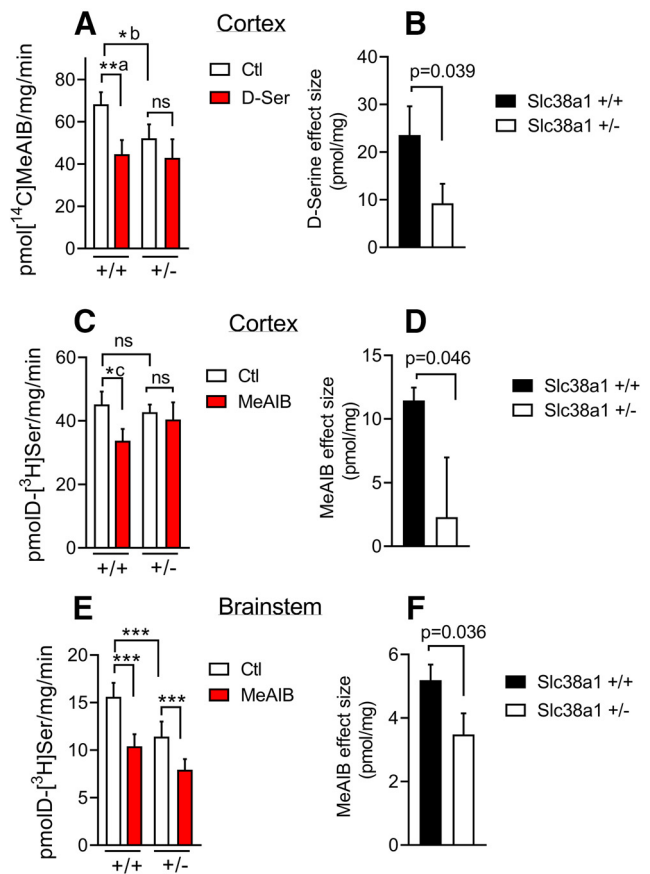 A
Cortex
pmol[¹⁴C]MeAIB/mg/min
80
60
40
20
0
*b
**a
ns
Ctl
D-Ser
+/+
+/-
B
D-Serine effect size
(pmol/mg)
40
30
20
10
0
p=0.039
Slc38a1 +/+
Slc38a1 +/-
C
Cortex
pmolD-[³H]Ser/mg/min
60
40
20
0
ns
*c
ns
Ctl
MeAIB
+/+
+/-
D
MeAIB effect size
(pmol/mg)
15
10
5
0
p=0.046
Slc38a1 +/+
Slc38a1 +/-
E
Brainstem
pmolD-[³H]Ser/mg/min
20
15
10
5
0
***
***
***
Ctl
MeAIB
+/+
+/-
F
MeAIB effect size
(pmol/mg)
6
4
2
0
p=0.036
Slc38a1 +/+
Slc38a1 +/-